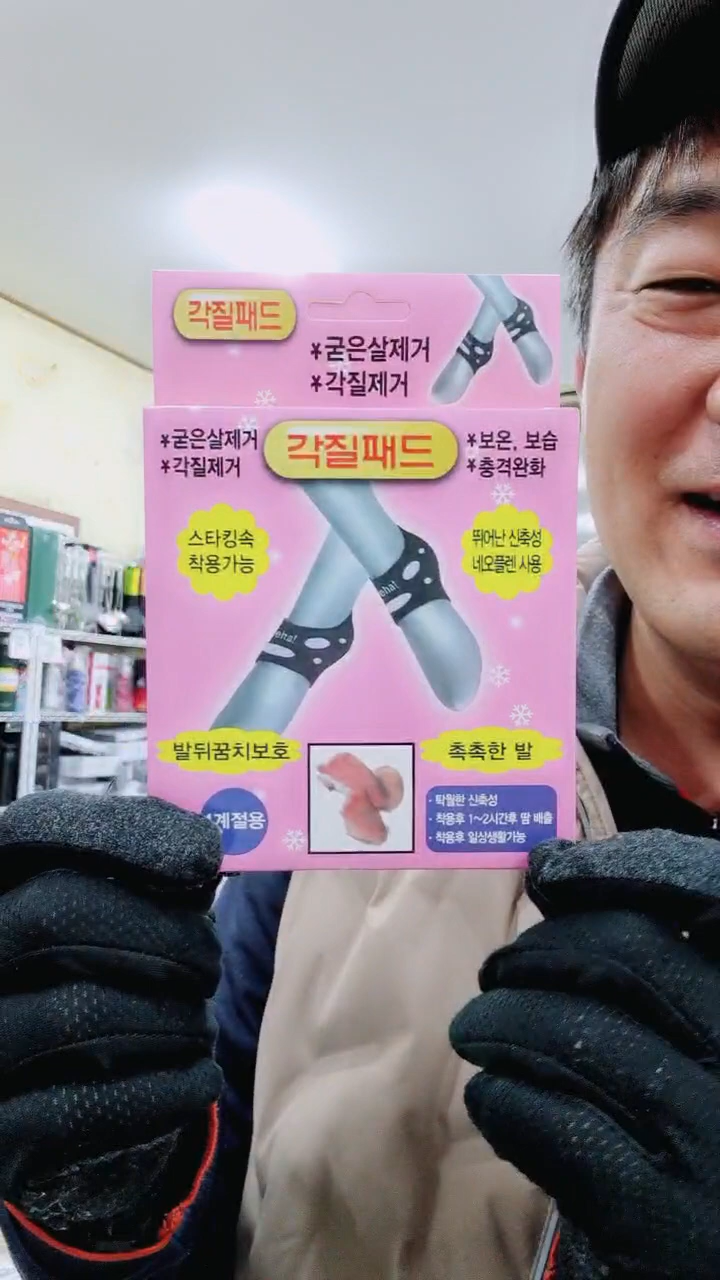 각질패드
*굳은살제거
*각질제거
*굳은살제거
*각질제거
각질패드
*보온, 보습
*충격완화
스타킹속
착용가능
뛰어난 신축성
네오플렌 사용
발뒤꿈치보호
촉촉한 발
계절용
· 탁월한 신축성
· 착용후 1~2시간후 땀 배출
· 착용후 일상생활가능